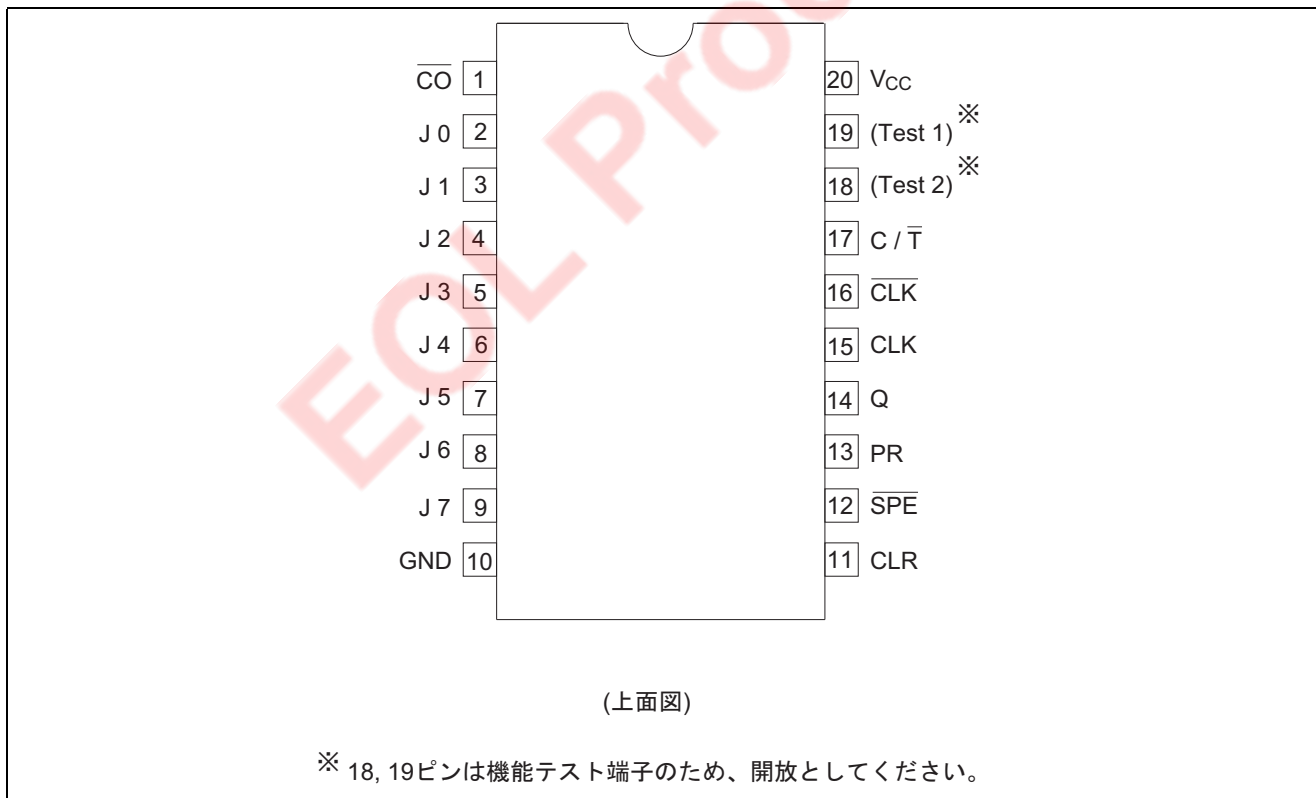 EOL Pro
C̅O̅ 1
J 0 2
J 1 3
J 2 4
J 3 5
J 4 6
J 5 7
J 6 8
J 7 9
GND 10
20 VCC
19 (Test 1)※
18 (Test 2)※
17 C / T̅
16 C̅L̅K̅
15 CLK
14 Q
13 PR
12 S̅P̅E̅
11 CLR
(上面図)
※ 18, 19ピンは機能テスト端子のため、開放としてください。